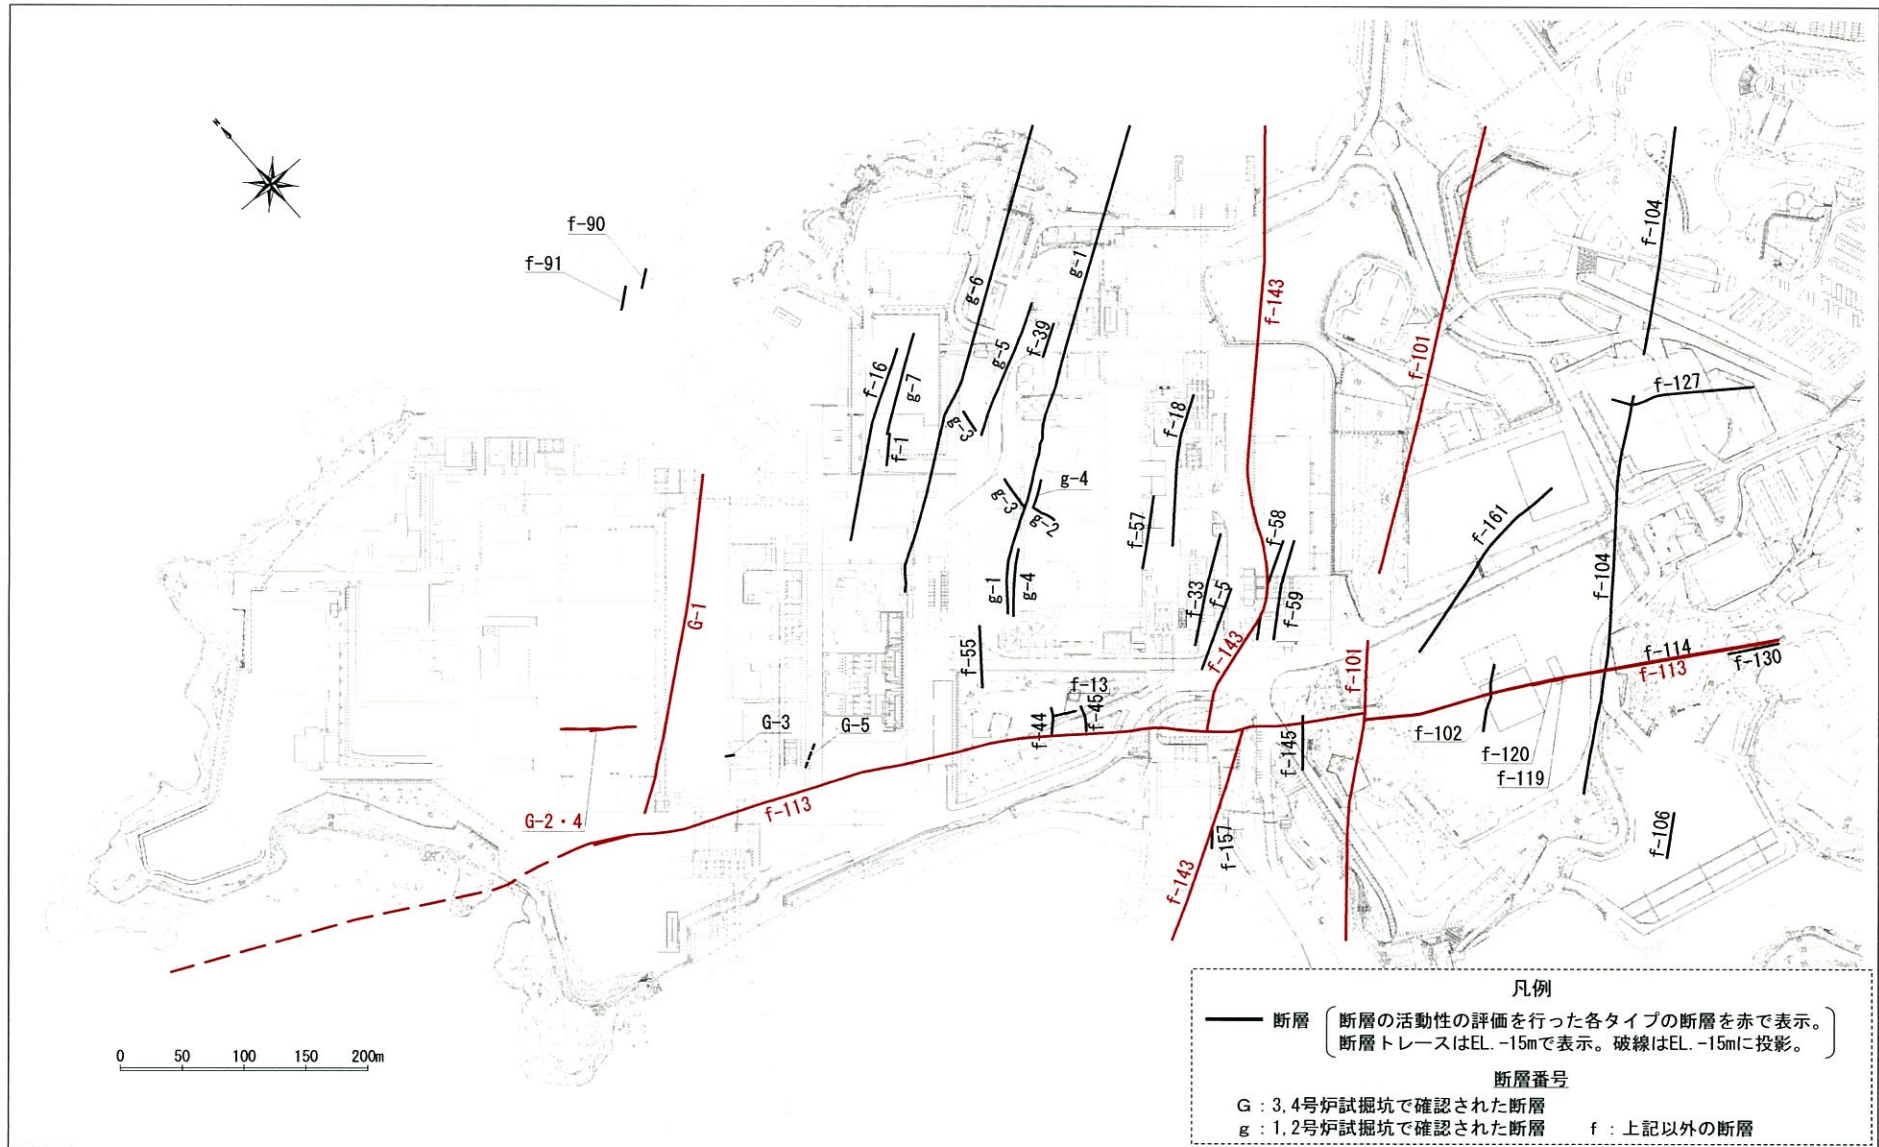 N
f-90
f-91
g-6
g-1
f-143
f-104
f-101
g-5
f-39
f-16
g-7
f-127
g-3
f-18
f-1
g-4
g-3
g-2
f-57
f-58
f-161
f-104
g-1
g-4
f-33
f-5
f-59
G-1
f-55
f-143
f-101
f-114
f-130
f-113
f-13
f-45
f-44
G-3
G-5
f-102
f-145
f-120
f-119
f-113
G-2・4
f-157
f-106
f-143
0 50 100 150 200m
凡例
断層 断層の活動性の評価を行った各タイプの断層を赤で表示。
断層トレースはEL.-15mで表示。破線はEL.-15mに投影。
断層番号
G：3,4号炉試掘坑で確認された断層
g：1,2号炉試掘坑で確認された断層 f：上記以外の断層